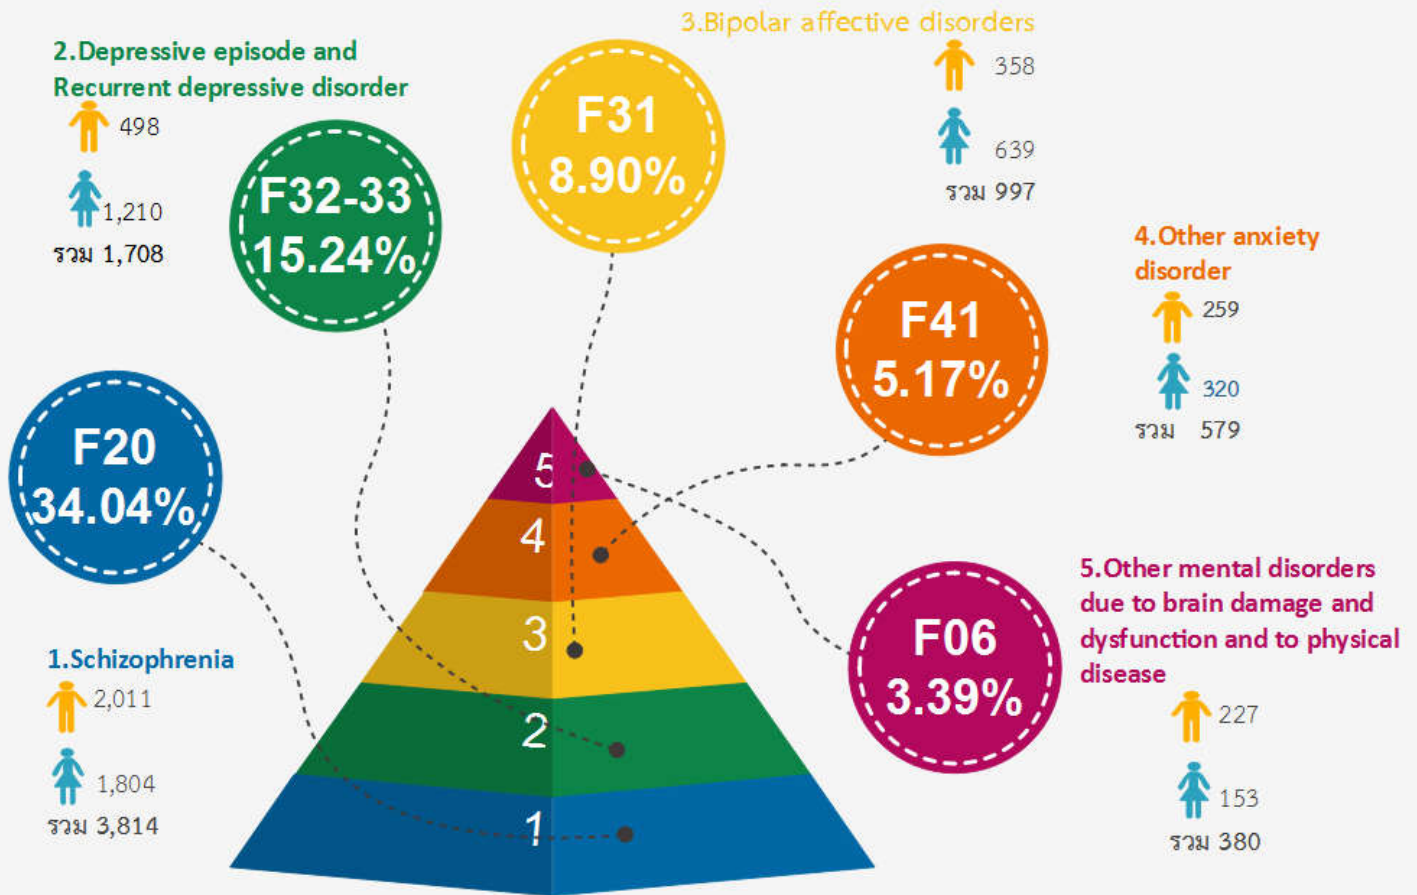 3.Bipolar affective disorders
358
639
รวม 997
2.Depressive episode and
Recurrent depressive disorder
498
1,210
รวม 1,708
F32-33
15.24%
F31
8.90%
4.Other anxiety
disorder
259
320
รวม 579
F41
5.17%
F20
34.04%
1.Schizophrenia
2,011
1,804
รวม 3,814
5
4
3
2
1
F06
3.39%
5.Other mental disorders
due to brain damage and
dysfunction and to physical
disease
227
153
รวม 380